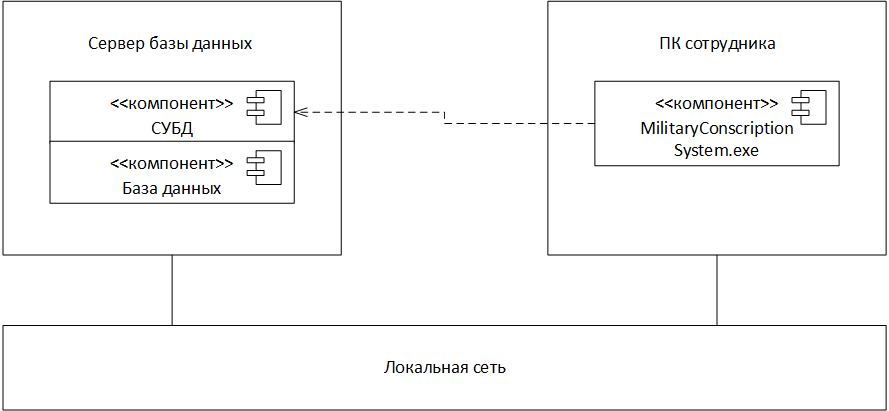 Сервер базы данных
<<компонент>>
СУБД
<<компонент>>
База данных
ПК сотрудника
<<компонент>>
MilitaryConscription
System.exe
Локальная сеть